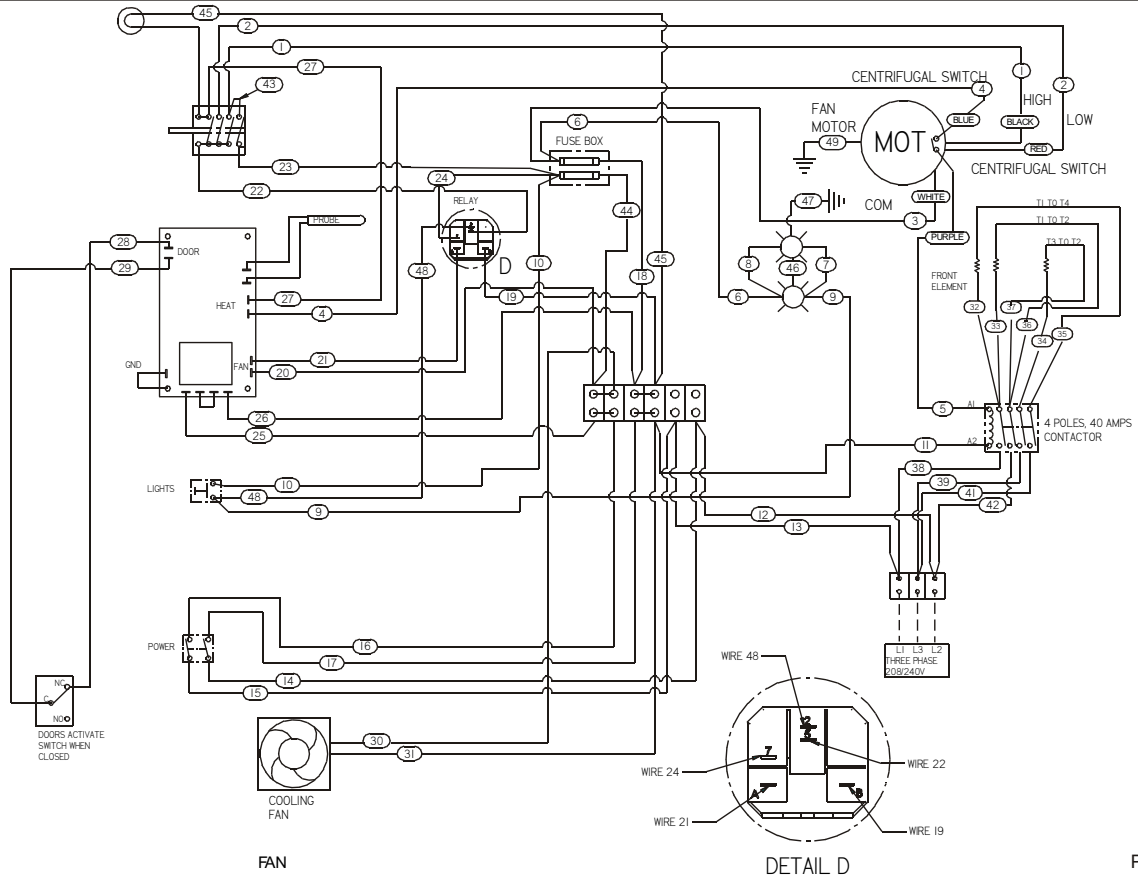 45
2
1
27
43
CENTRIFUGAL SWITCH
4
1
2
HIGH
LOW
FAN
MOTOR
MOT
BLUE
BLACK
RED
49
CENTRIFUGAL SWITCH
6
FUSE BOX
23
22
24
RELAY
D
44
47
COM
WHITE
3
PURPLE
T1 TO T4
T1 TO T2
T3 TO T2
PROBE
28
29
DOOR
48
10
18
45
8
46
7
6
9
FRONT
ELEMENT
HEAT
27
4
19
32
37
33
36
34
35
GND
FAN
21
20
26
25
5
A1
A2
11
4 POLES, 40 AMPS
CONTACTOR
LIGHTS
10
48
9
38
39
41
42
12
13
POWER
16
17
14
15
L1 L3 L2
THREE PHASE
208/240V
NC
C
NO
DOORS ACTIVATE
SWITCH WHEN
CLOSED
30
31
COOLING
FAN
WIRE 48
2
5
7
A
B
WIRE 24
WIRE 22
WIRE 21
WIRE 19
DETAIL D
FAN